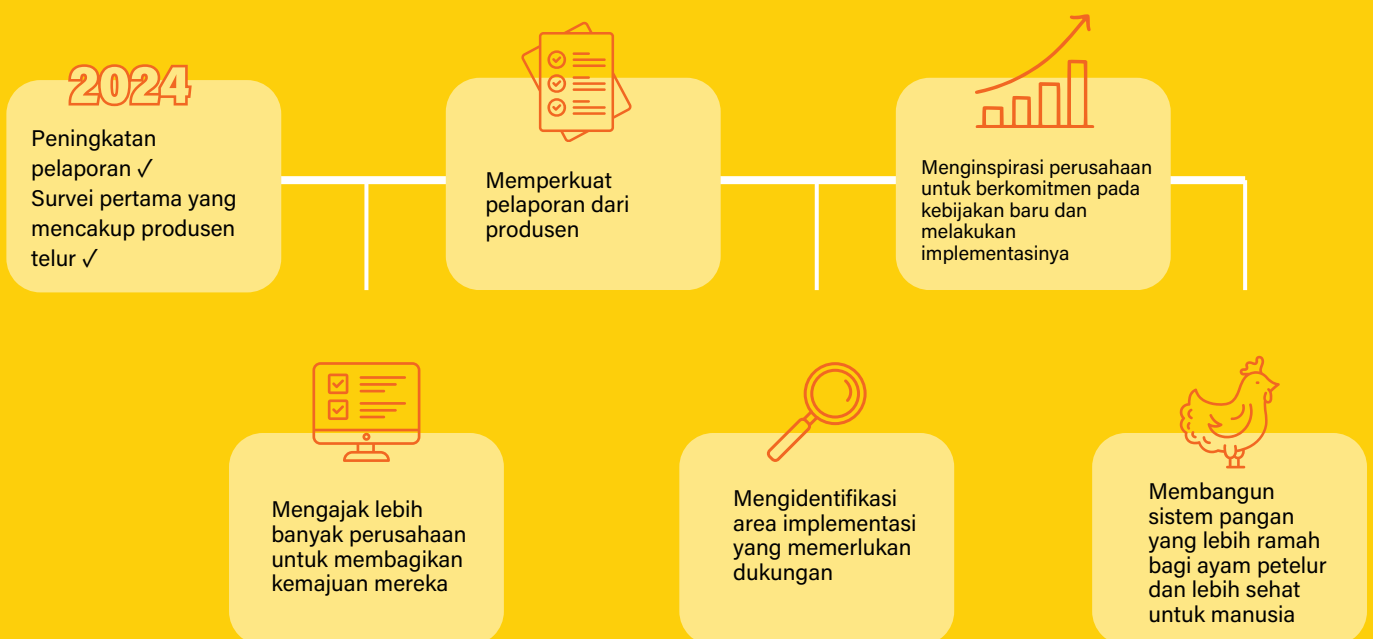 2024
Peningkatan
pelaporan ✓
Survei pertama yang
mencakup produsen
telur ✓
Mengajak lebih
banyak perusahaan
untuk membagikan
kemajuan mereka
Memperkuat
pelaporan dari
produsen
Mengidentifikasi
area implementasi
yang memerlukan
dukungan
Menginspirasi perusahaan
untuk berkomitmen pada
kebijakan baru dan
melakukan
implementasinya
Membangun
sistem pangan
yang lebih ramah
bagi ayam petelur
dan lebih sehat
untuk manusia